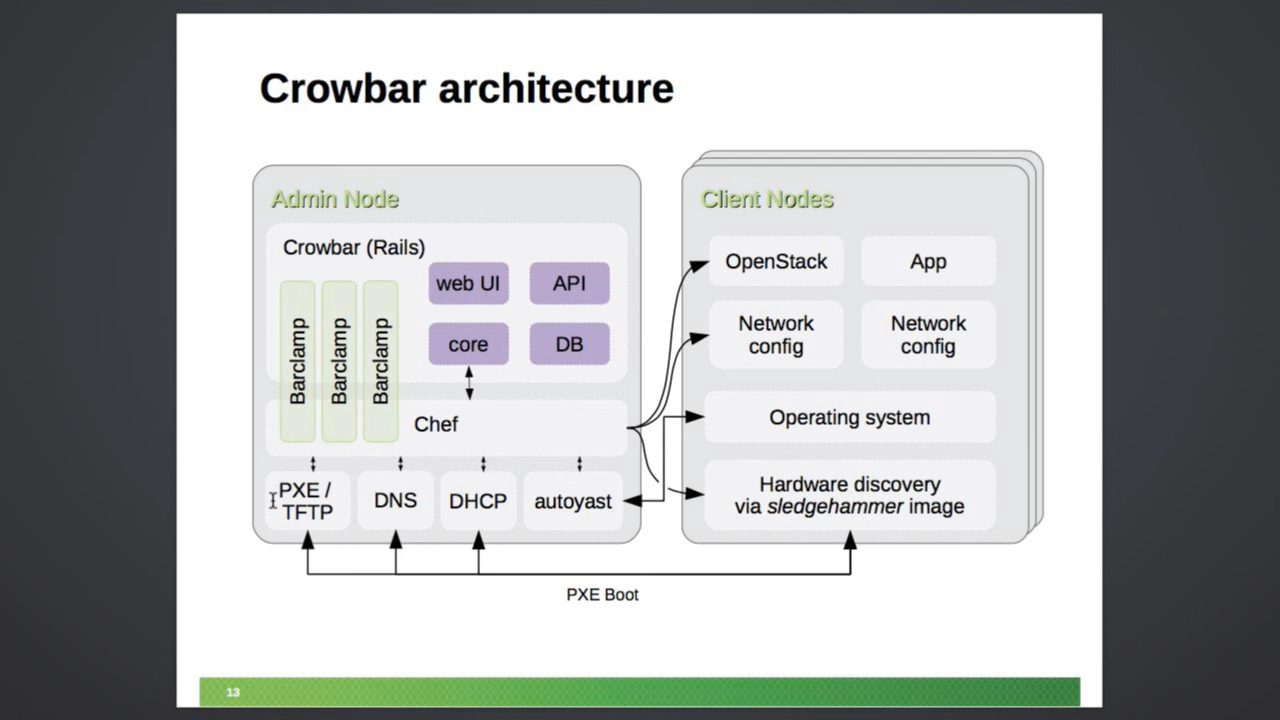 Crowbar architecture
Admin Node
Crowbar (Rails)
Barclamp
Barclamp
Barclamp
web UI
API
core
DB
Chef
PXE /
TFTP
DNS
DHCP
autoyast
Client Nodes
OpenStack
App
Network
config
Network
config
Operating system
Hardware discovery
via sledgehammer image
PXE Boot
13